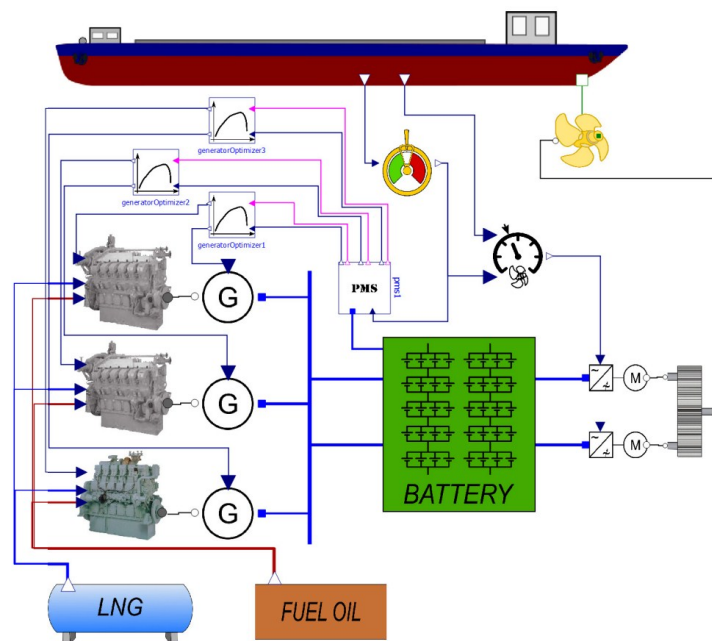 generatorOptimizer3
generatorOptimizer2
generatorOptimizer1
PMS
pms1
G
G
G
M
M
BATTERY
LNG
FUEL OIL